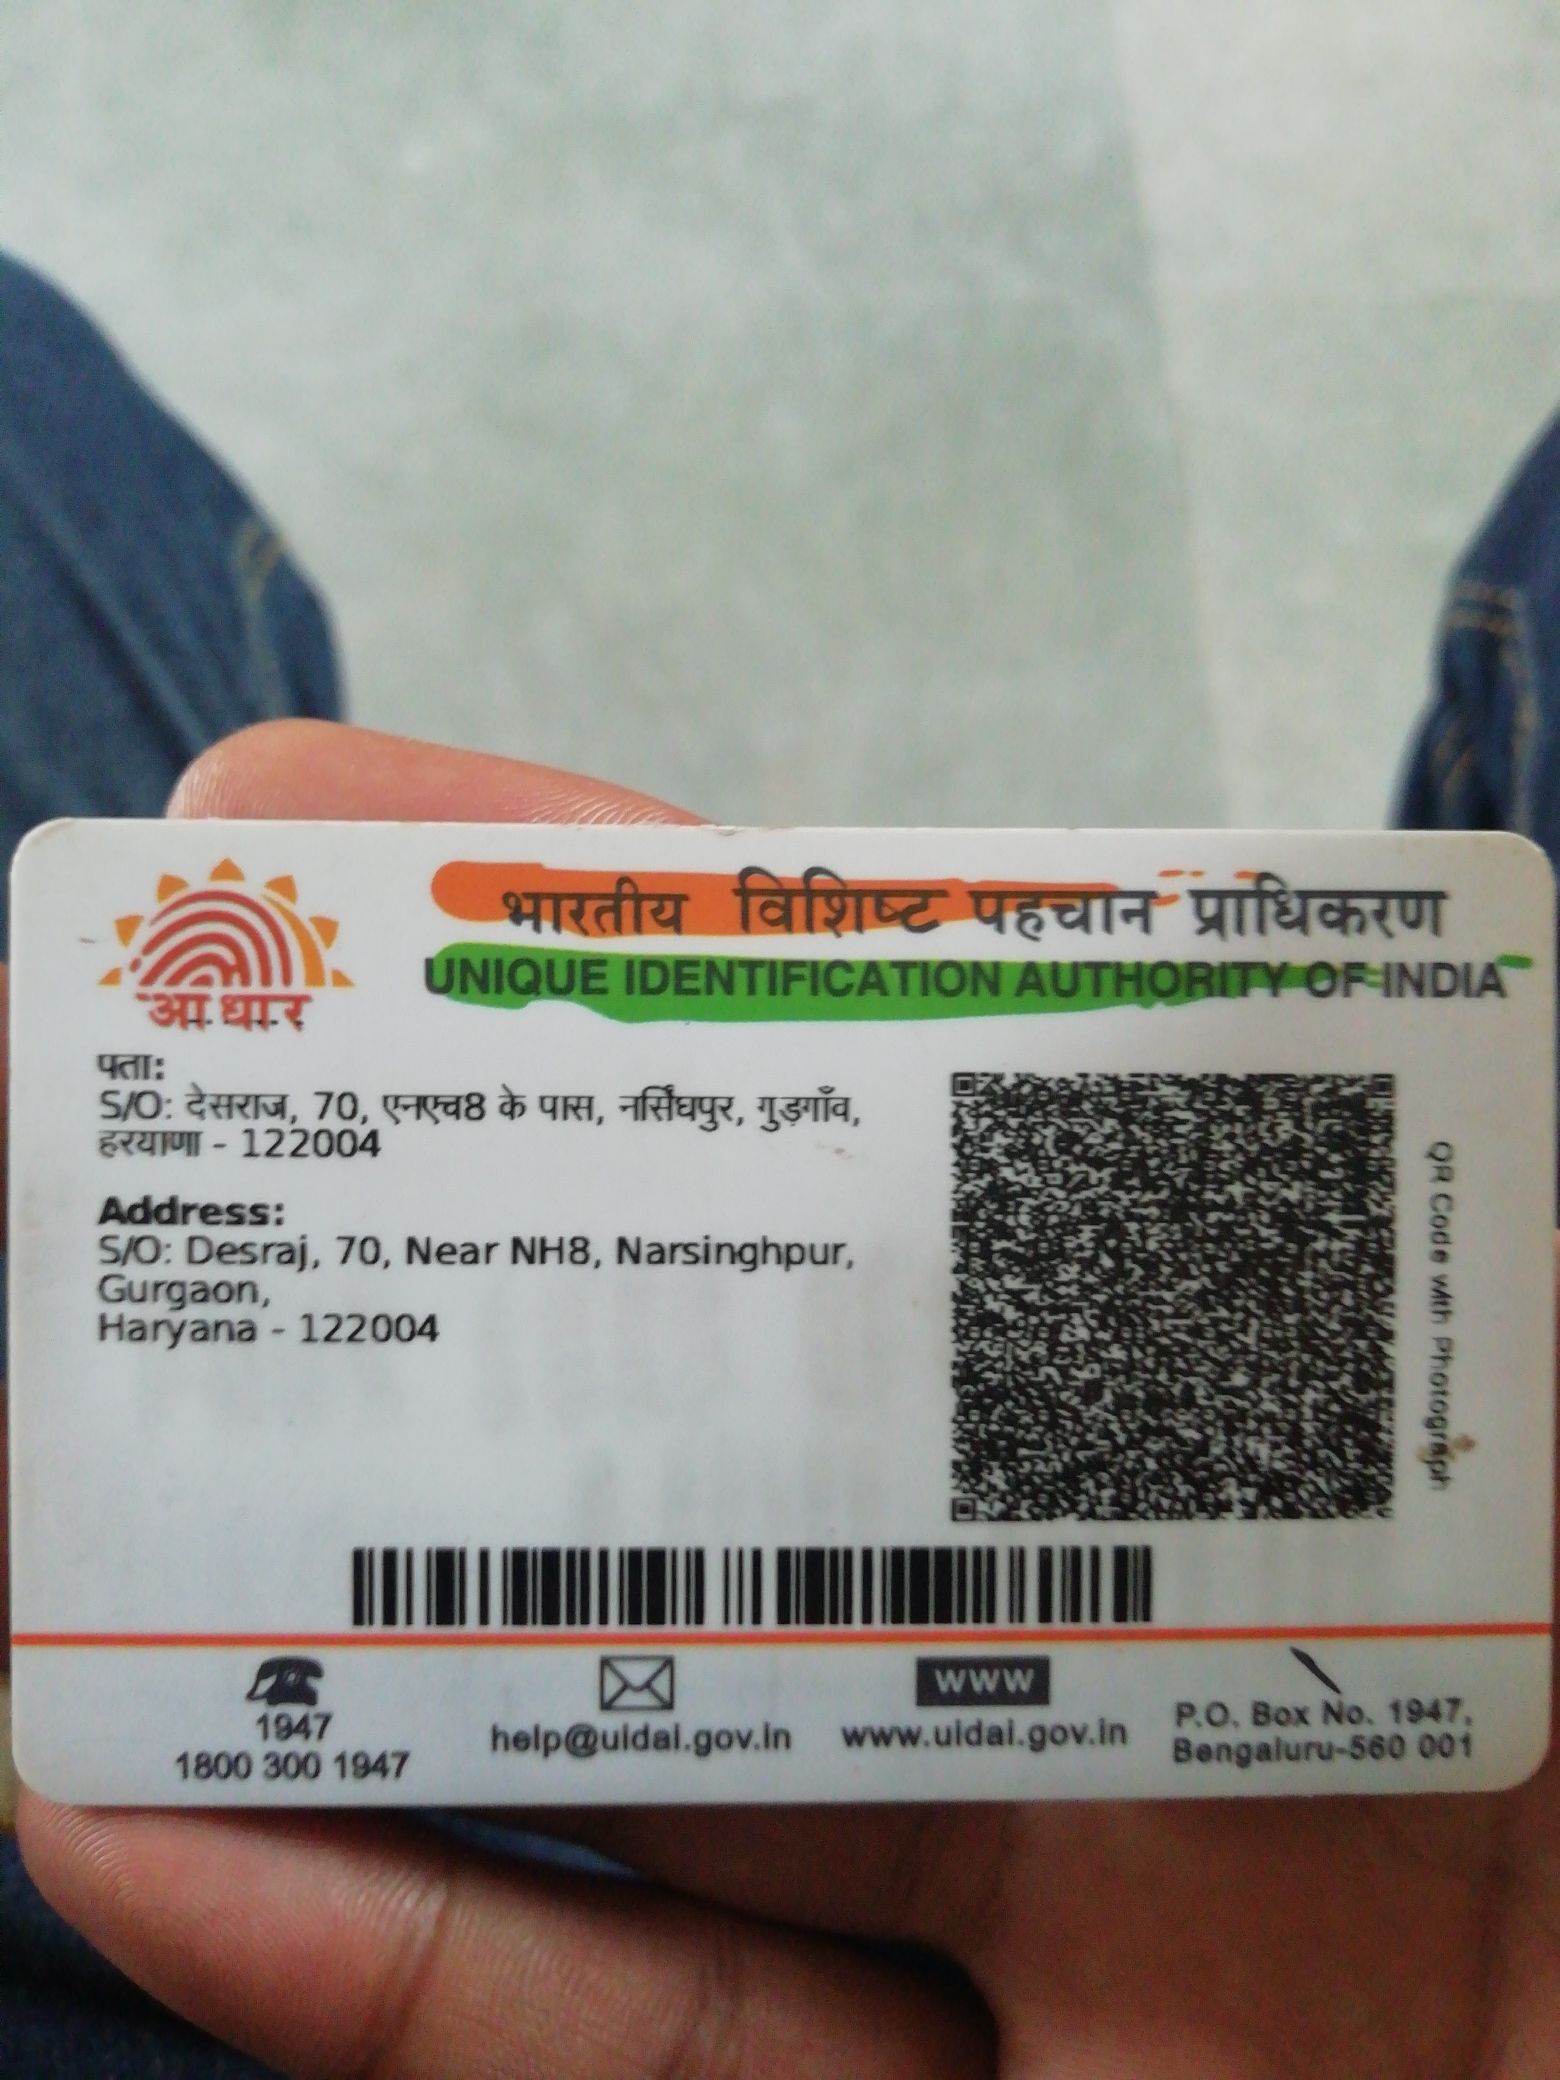 आधार
भारतीय विशिष्ट पहचान प्राधिकरण
UNIQUE IDENTIFICATION AUTHORITY OF INDIA
पता:
S/O: देसराज, 70, एनएच8 के पास, नर्सिंघपुर, गुड़गाँव,
हरयाणा - 122004
Address:
S/O: Desraj, 70, Near NH8, Narsinghpur,
Gurgaon,
Haryana - 122004
QR Code with Photograph
1947
1800 300 1947
help@uidai.gov.in
WWW
www.uidai.gov.in
P.O. Box No. 1947,
Bengaluru-560 001